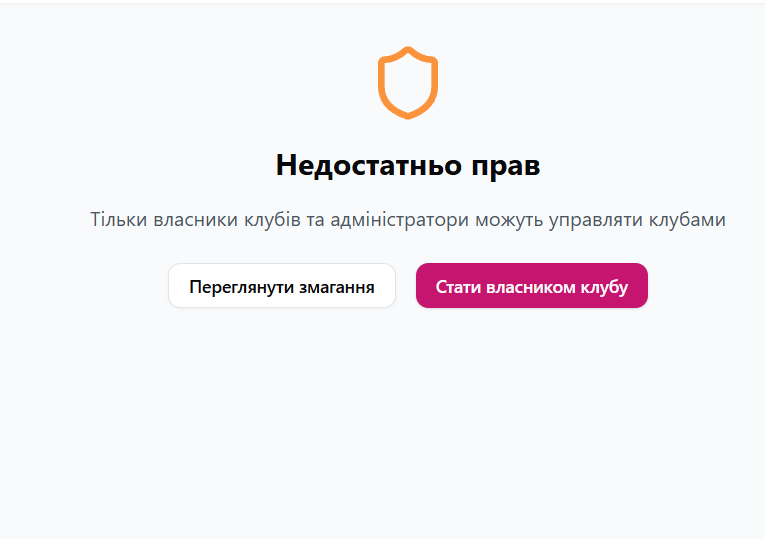 Недостатньо прав
Тільки власники клубів та адміністратори можуть управляти клубами
Переглянути змагання
Стати власником клубу